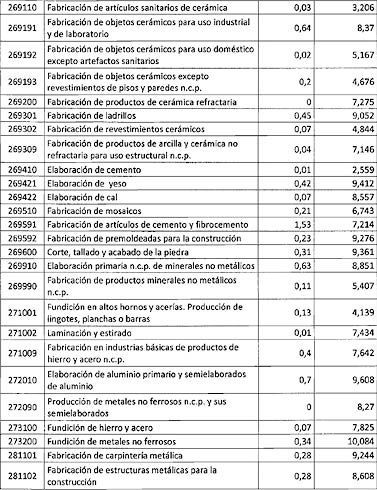 269110 Fabricación de artículos sanitarios de cerámica 0,03 3,206
269191 Fabricación de objetos cerámicos para uso industrial
y de laboratorio 0,64 8,37
269192 Fabricación de objetos cerámicos para uso doméstico
excepto artefactos sanitarios 0,02 5,167
269193 Fabricación de objetos cerámicos excepto
revestimientos de pisos y paredes n.c.p. 0,2 4,676
269200 Fabricación de productos de cerámica refractaria 0 7,275
269301 Fabricación de ladrillos 0,45 9,052
269302 Fabricación de revestimientos cerámicos 0,07 4,844
269309 Fabricación de productos de arcilla y cerámica no
refractaria para uso estructural n.c.p. 0,04 7,146
269410 Elaboración de cemento 0,01 2,559
269421 Elaboración de yeso 0,42 9,412
269422 Elaboración de cal 0,07 8,557
269510 Fabricación de mosaicos 0,21 6,743
269591 Fabricación de artículos de cemento y fibrocemento 1,53 7,214
269592 Fabricación de premoldeadas para la construcción 0,23 9,276
269600 Corte, tallado y acabado de la piedra 0,31 9,361
269910 Elaboración primaria n.c.p. de minerales no metálicos 0,63 8,851
269990 Fabricación de productos minerales no metálicos
n.c.p. 0,11 5,407
271001 Fundición en altos hornos y acerías. Producción de
lingotes, planchas o barras 0,13 4,139
271002 Laminación y estirado 0,01 7,434
271009 Fabricación en industrias básicas de productos de
hierro y acero n.c.p. 0,4 7,642
272010 Elaboración de aluminio primario y semielaborados
de aluminio 0,7 9,608
272090 Producción de metales no ferrosos n.c.p. y sus
semielaborados 0 8,27
273100 Fundición de hierro y acero 0,07 7,825
273200 Fundición de metales no ferrosos 0,34 10,084
281101 Fabricación de carpintería metálica 0,28 9,244
281102 Fabricación de estructuras metálicas para la
construcción 0,28 8,608